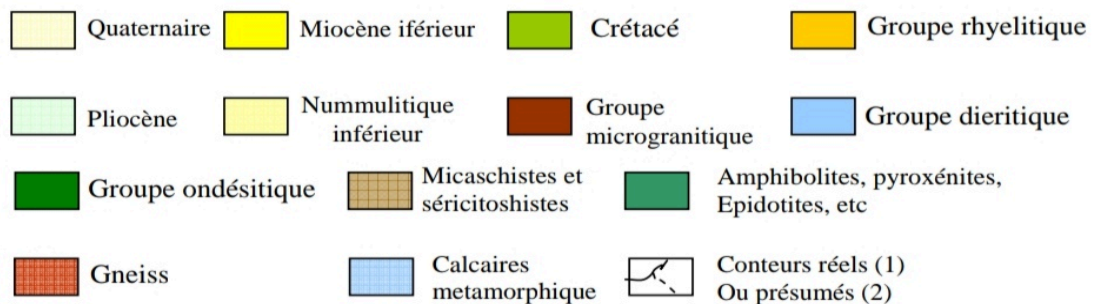 Quaternaire
Miocène iférieur
Crétacé
Groupe rhyelitique
Pliocène
Nummulitique
inférieur
Groupe
microgranitique
Groupe dieritique
Groupe ondésitique
Micaschistes et
séricitoshistes
Amphibolites, pyroxénites,
Epidotites, etc
Gneiss
Calcaires
metamorphique
Conteurs réels (1)
Ou présumés (2)